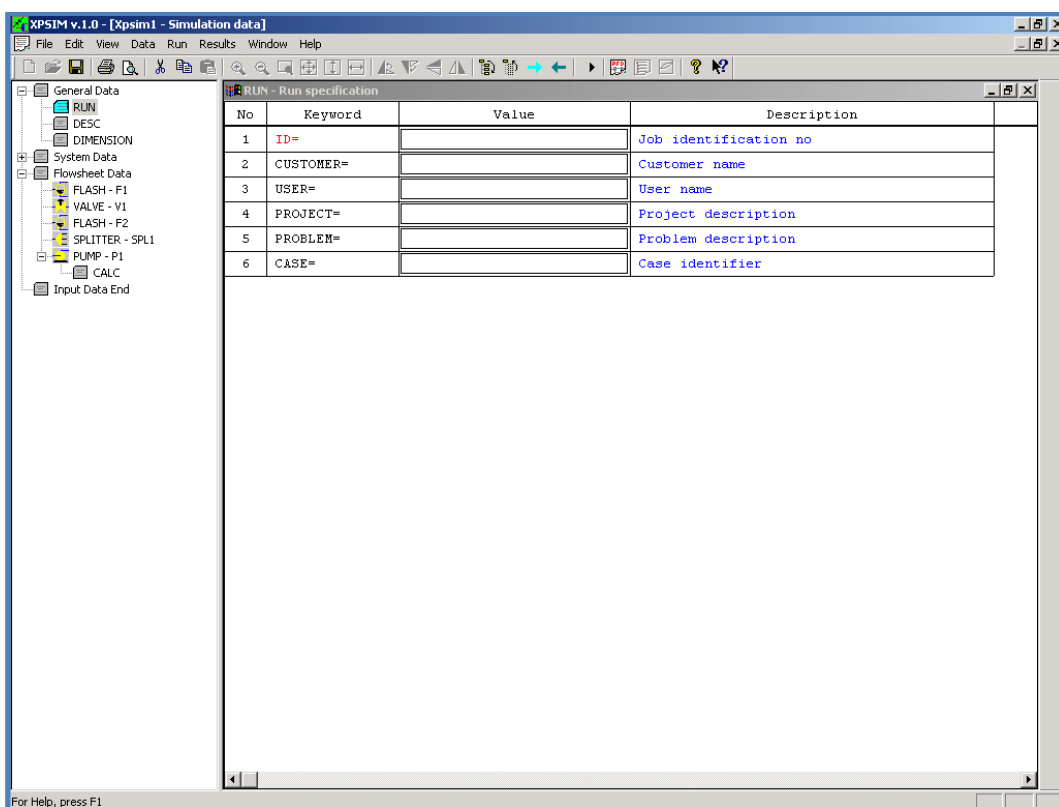 XPSIM v.1.0 - [Xpsim1 - Simulation data]
File Edit View Data Run Results Window Help
General Data
RUN
DESC
DIMENSION
System Data
Flowsheet Data
FLASH - F1
VALVE - V1
FLASH - F2
SPLITTER - SPL1
PUMP - P1
CALC
Input Data End
RUN - Run specification
No Keyword Value Description
1 ID= Job identification no
2 CUSTOMER= Customer name
3 USER= User name
4 PROJECT= Project description
5 PROBLEM= Problem description
6 CASE= Case identifier
For Help, press F1